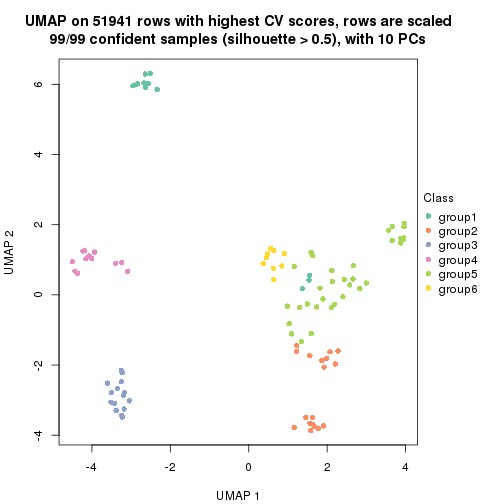 UMAP on 51941 rows with highest CV scores, rows are scaled
99/99 confident samples (silhouette > 0.5), with 10 PCs
6
4
2
0
-2
-4
-4
-2
0
2
4
UMAP 2
UMAP 1
Class
group1
group2
group3
group4
group5
group6